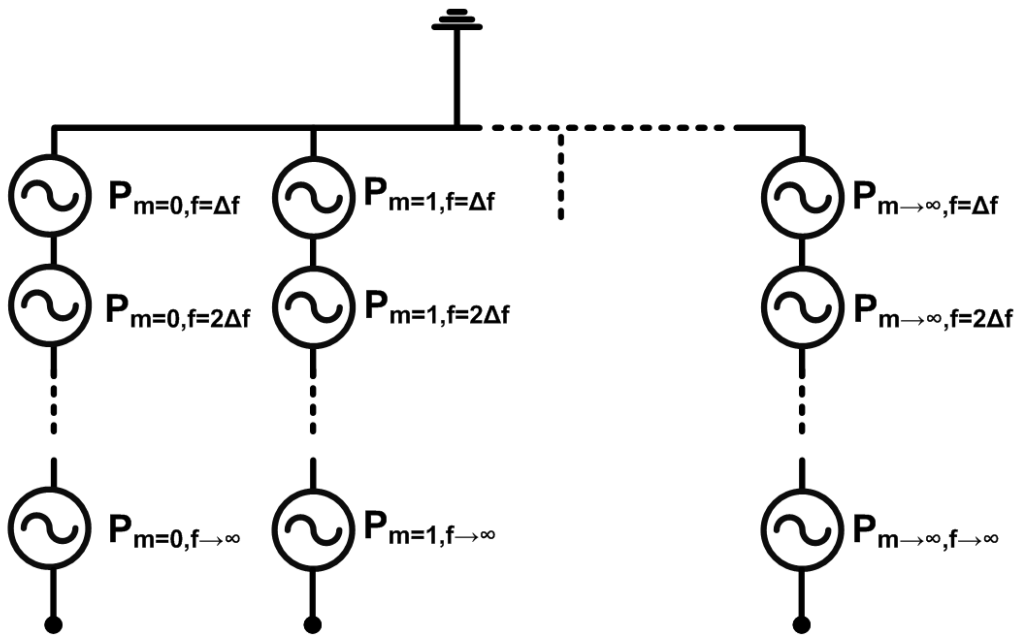 Pm=0,f=Δf
Pm=1,f=Δf
Pm→∞,f=Δf
Pm=0,f=2Δf
Pm=1,f=2Δf
Pm→∞,f=2Δf
Pm=0,f→∞
Pm=1,f→∞
Pm→∞,f→∞